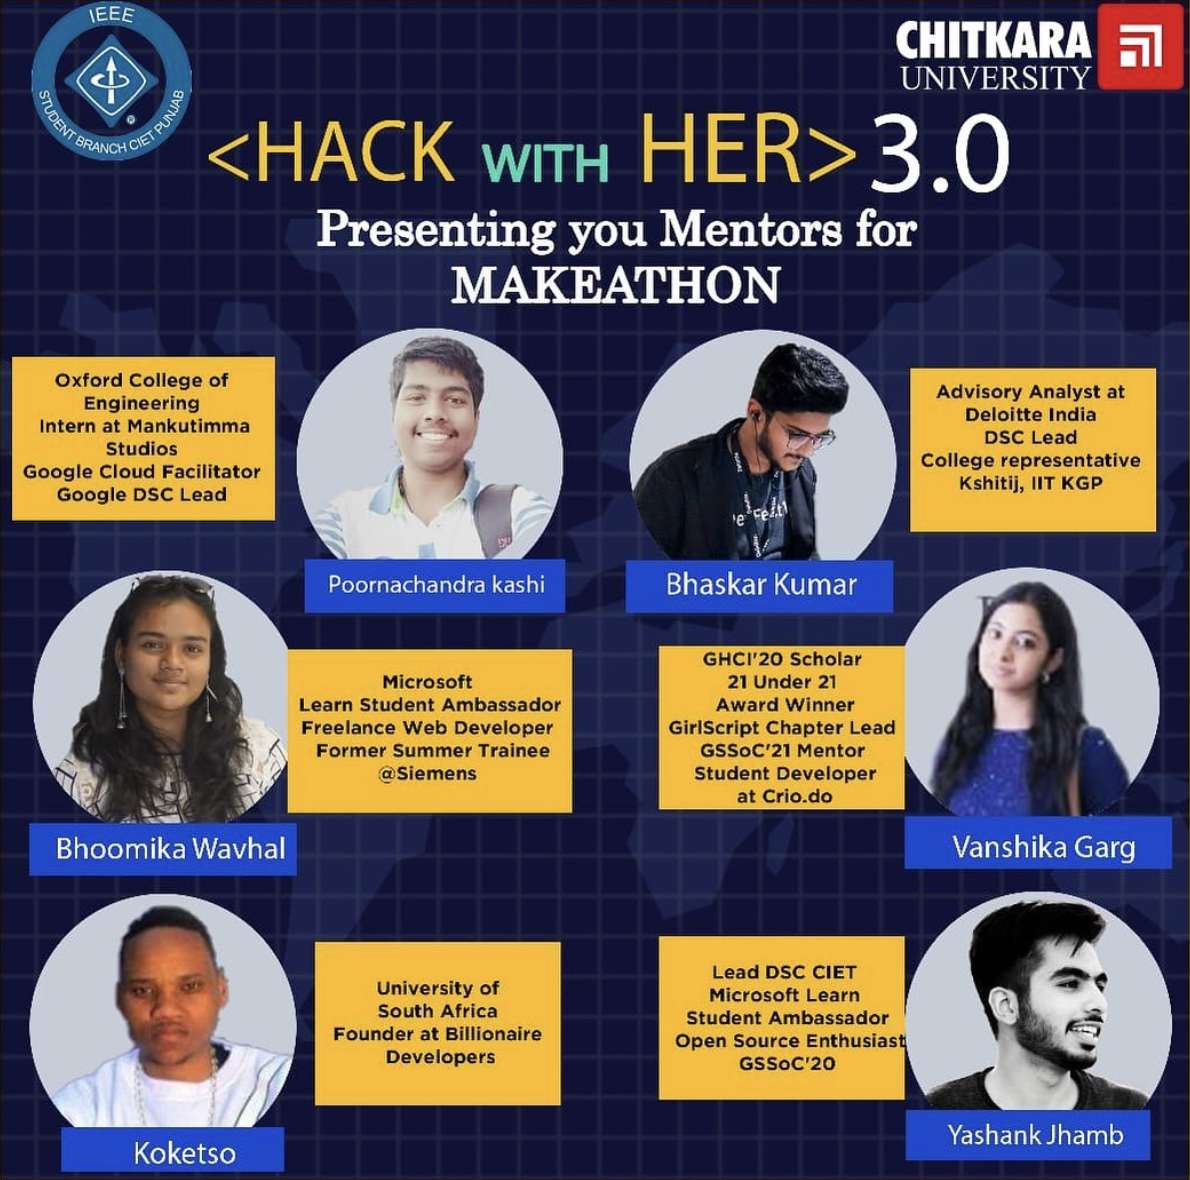 IEEE
STUDENT BRANCH CIET PUNJAB
CHITKARA
UNIVERSITY
<HACK WITH HER> 3.0
Presenting you Mentors for
MAKEATHON
Oxford College of
Engineering
Intern at Mankutimma
Studios
Google Cloud Facilitator
Google DSC Lead
Poornachandra kashi
Bhaskar Kumar
Advisory Analyst at
Deloitte India
DSC Lead
College representative
Kshitij, IIT KGP
Bhoomika Wavhal
Microsoft
Learn Student Ambassador
Freelance Web Developer
Former Summer Trainee
@Siemens
GHCI'20 Scholar
21 Under 21
Award Winner
GirlScript Chapter Lead
GSSoC'21 Mentor
Student Developer
at Crio.do
Vanshika Garg
Koketso
University of
South Africa
Founder at Billionaire
Developers
Lead DSC CIET
Microsoft Learn
Student Ambassador
Open Source Enthusiast
GSSoC'20
Yashank Jhamb